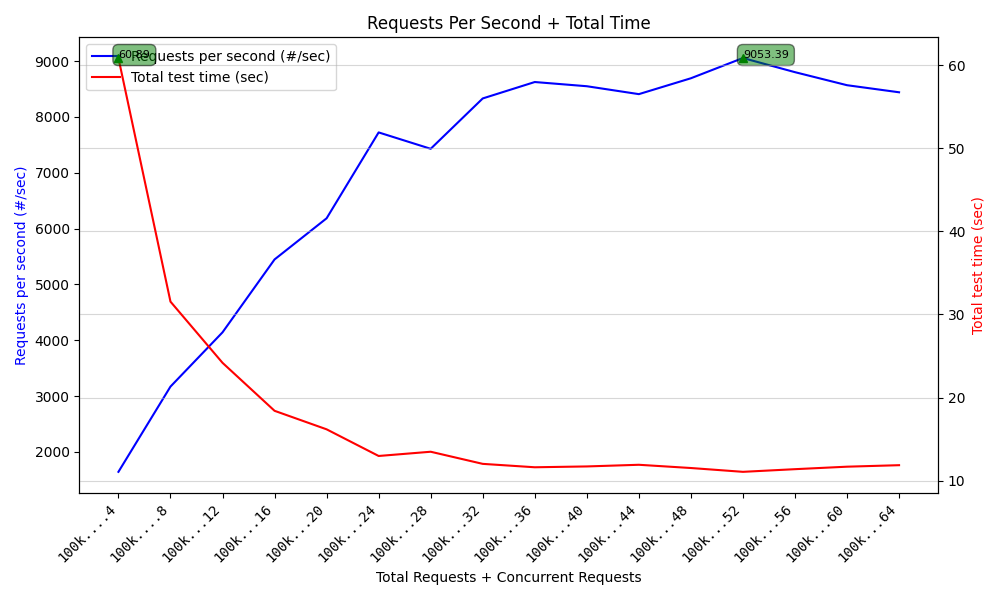 Requests Per Second + Total Time
60.89
Requests per second (#/sec)
Total test time (sec)
9053.39
9000
8000
7000
6000
5000
4000
3000
2000
Requests per second (#/sec)
60
50
40
30
20
10
Total test time (sec)
100k....4
100k....8
100k...12
100k...16
100k...20
100k...24
100k...28
100k...32
100k...36
100k...40
100k...44
100k...48
100k...52
100k...56
100k...60
100k...64
Total Requests + Concurrent Requests